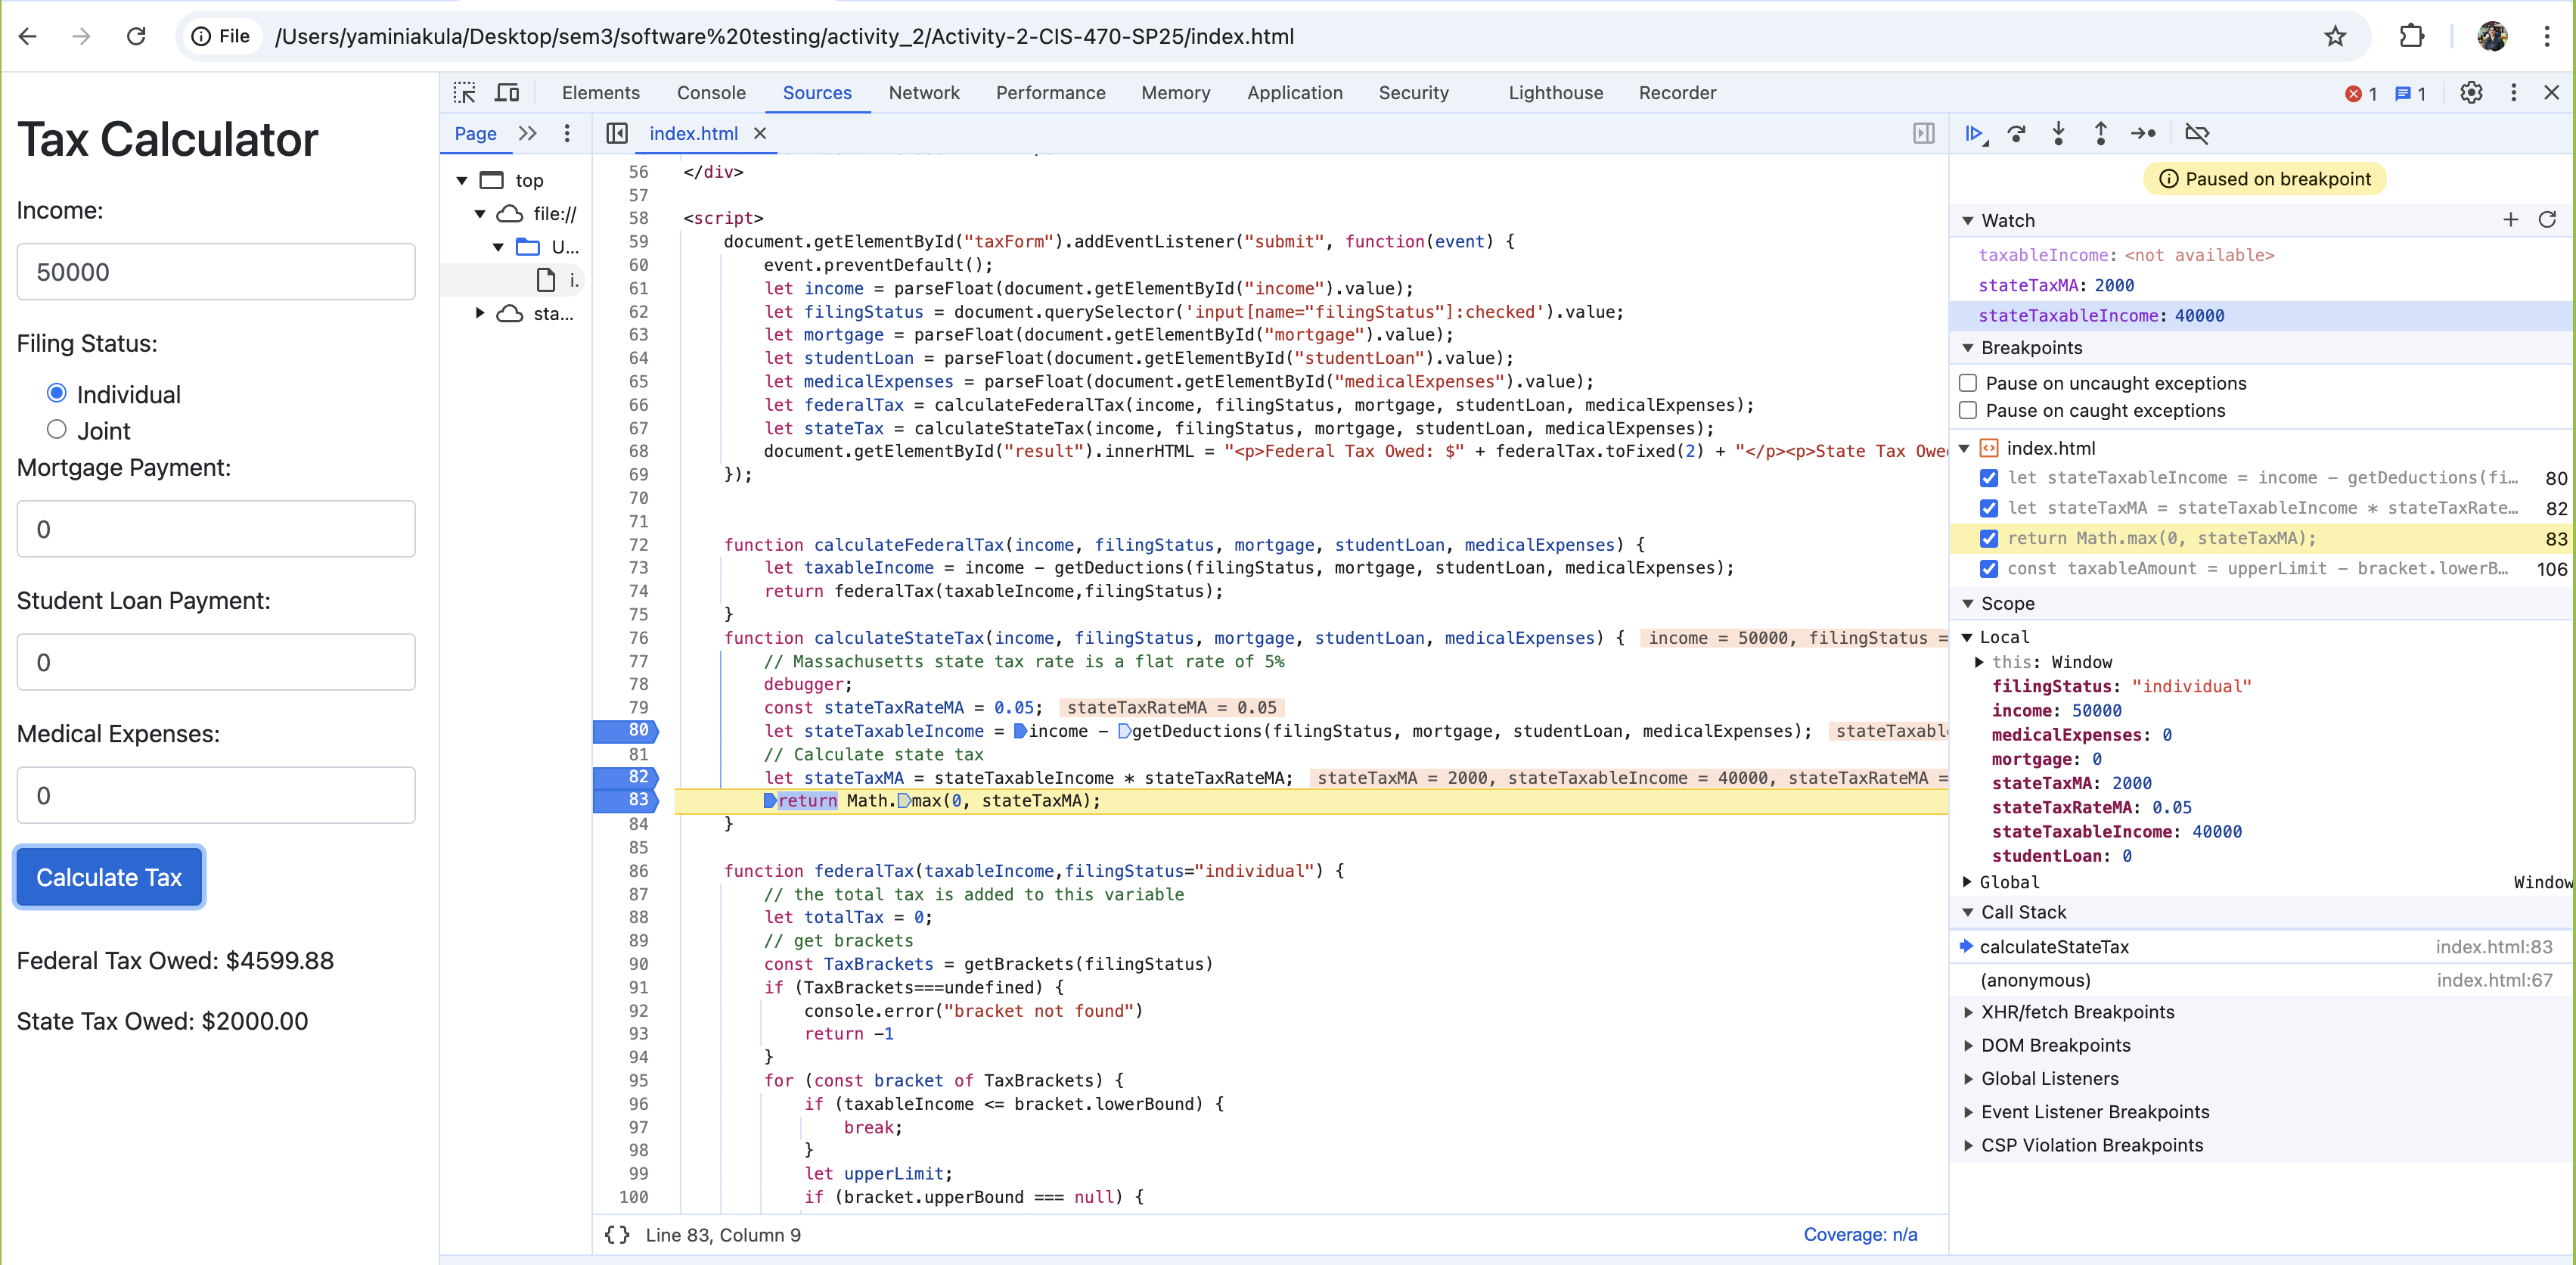 File /Users/yaminiakula/Desktop/sem3/software%20testing/activity_2/Activity-2-CIS-470-SP25/index.html
Tax Calculator
Income:
50000
Filing Status:
Individual
Joint
Mortgage Payment:
0
Student Loan Payment:
0
Medical Expenses:
0
Calculate Tax
Federal Tax Owed: $4599.88
State Tax Owed: $2000.00
Elements Console Sources Network Performance Memory Application Security Lighthouse Recorder
1 1
Page
top
file://
U...
i.
sta...
index.html
56 </div>
57
58 <script>
59 document.getElementById("taxForm").addEventListener("submit", function(event) {
60 event.preventDefault();
61 let income = parseFloat(document.getElementById("income").value);
62 let filingStatus = document.querySelector('input[name="filingStatus"]:checked').value;
63 let mortgage = parseFloat(document.getElementById("mortgage").value);
64 let studentLoan = parseFloat(document.getElementById("studentLoan").value);
65 let medicalExpenses = parseFloat(document.getElementById("medicalExpenses").value);
66 let federalTax = calculateFederalTax(income, filingStatus, mortgage, studentLoan, medicalExpenses);
67 let stateTax = calculateStateTax(income, filingStatus, mortgage, studentLoan, medicalExpenses);
68 document.getElementById("result").innerHTML = "<p>Federal Tax Owed: $" + federalTax.toFixed(2) + "</p><p>State Tax Owe
69 });
70
71
72 function calculateFederalTax(income, filingStatus, mortgage, studentLoan, medicalExpenses) {
73 let taxableIncome = income - getDeductions(filingStatus, mortgage, studentLoan, medicalExpenses);
74 return federalTax(taxableIncome,filingStatus);
75 }
76 function calculateStateTax(income, filingStatus, mortgage, studentLoan, medicalExpenses) { income = 50000, filingStatus =
77 // Massachusetts state tax rate is a flat rate of 5%
78 debugger;
79 const stateTaxRateMA = 0.05; stateTaxRateMA = 0.05
80 let stateTaxableIncome = income - getDeductions(filingStatus, mortgage, studentLoan, medicalExpenses); stateTaxabl
81 // Calculate state tax
82 let stateTaxMA = stateTaxableIncome * stateTaxRateMA; stateTaxMA = 2000, stateTaxableIncome = 40000, stateTaxRateMA =
83 return Math.max(0, stateTaxMA);
84 }
85
86 function federalTax(taxableIncome,filingStatus="individual") {
87 // the total tax is added to this variable
88 let totalTax = 0;
89 // get brackets
90 const TaxBrackets = getBrackets(filingStatus)
91 if (TaxBrackets===undefined) {
92 console.error("bracket not found")
93 return -1
94 }
95 for (const bracket of TaxBrackets) {
96 if (taxableIncome <= bracket.lowerBound) {
97 break;
98 }
99 let upperLimit;
100 if (bracket.upperBound === null) {
{} Line 83, Column 9
Coverage: n/a
Paused on breakpoint
Watch
taxableIncome: <not available>
stateTaxMA: 2000
stateTaxableIncome: 40000
Breakpoints
Pause on uncaught exceptions
Pause on caught exceptions
index.html
let stateTaxableIncome = income - getDeductions(fi... 80
let stateTaxMA = stateTaxableIncome * stateTaxRate... 82
return Math.max(0, stateTaxMA); 83
const taxableAmount = upperLimit - bracket.lowerB... 106
Scope
Local
this: Window
filingStatus: "individual"
income: 50000
medicalExpenses: 0
mortgage: 0
stateTaxMA: 2000
stateTaxRateMA: 0.05
stateTaxableIncome: 40000
studentLoan: 0
Global Window
Call Stack
calculateStateTax index.html:83
(anonymous) index.html:67
XHR/fetch Breakpoints
DOM Breakpoints
Global Listeners
Event Listener Breakpoints
CSP Violation Breakpoints